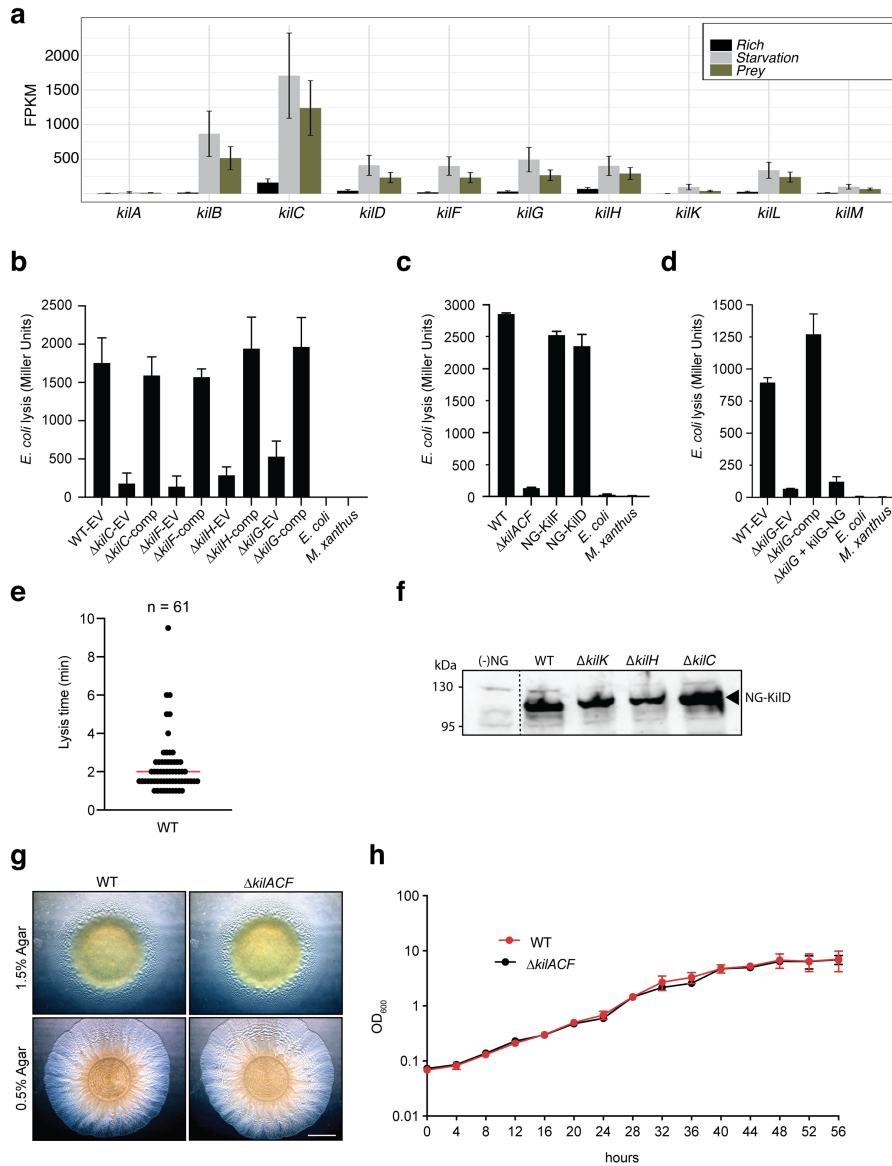 a
FPKM
2000
1500
1000
500
Rich
Starvation
Prey
kilA kilB kilC kilD kilF kilG kilH kilK kilL kilM
b
E. coli lysis (Miller Units)
2500
2000
1500
1000
500
0
WT-EV
ΔkilC-EV
ΔkilC-comp
ΔkilF-EV
ΔkilF-comp
ΔkilH-EV
ΔkilH-comp
ΔkilG-EV
ΔkilG-comp
E. coli
M. xanthus
c
E. coli lysis (Miller Units)
3000
2500
2000
1500
1000
500
0
WT
ΔkilACF
NG-KilF
NG-KilD
E. coli
M. xanthus
d
E. coli lysis (Miller Units)
1500
1250
1000
750
500
250
0
WT-EV
ΔkilG-EV
ΔkilG-comp
ΔkilG + kilG-NG
E. coli
M. xanthus
e
n = 61
Lysis time (min)
10
8
6
4
2
0
WT
f
kDa (-)NG WT ΔkilK ΔkilH ΔkilC
130
95
NG-KilD
g
WT ΔkilACF
1.5% Agar
0.5% Agar
h
OD600
100
10
1
0.1
0.01
WT
ΔkilACF
0 4 8 12 16 20 24 28 32 36 40 44 48 52 56
hours